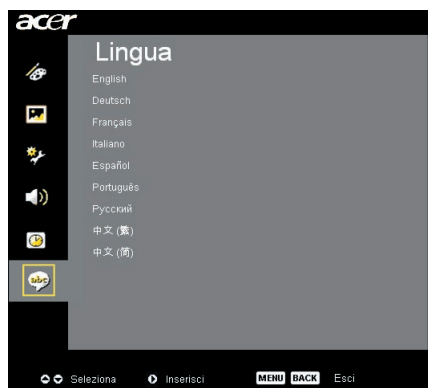 acer
Lingua
English
Deutsch
Français
Italiano
Español
Português
Русский
中文 (繁)
中文 (简)
abc
Seleziona Inserisci MENU BACK Esci